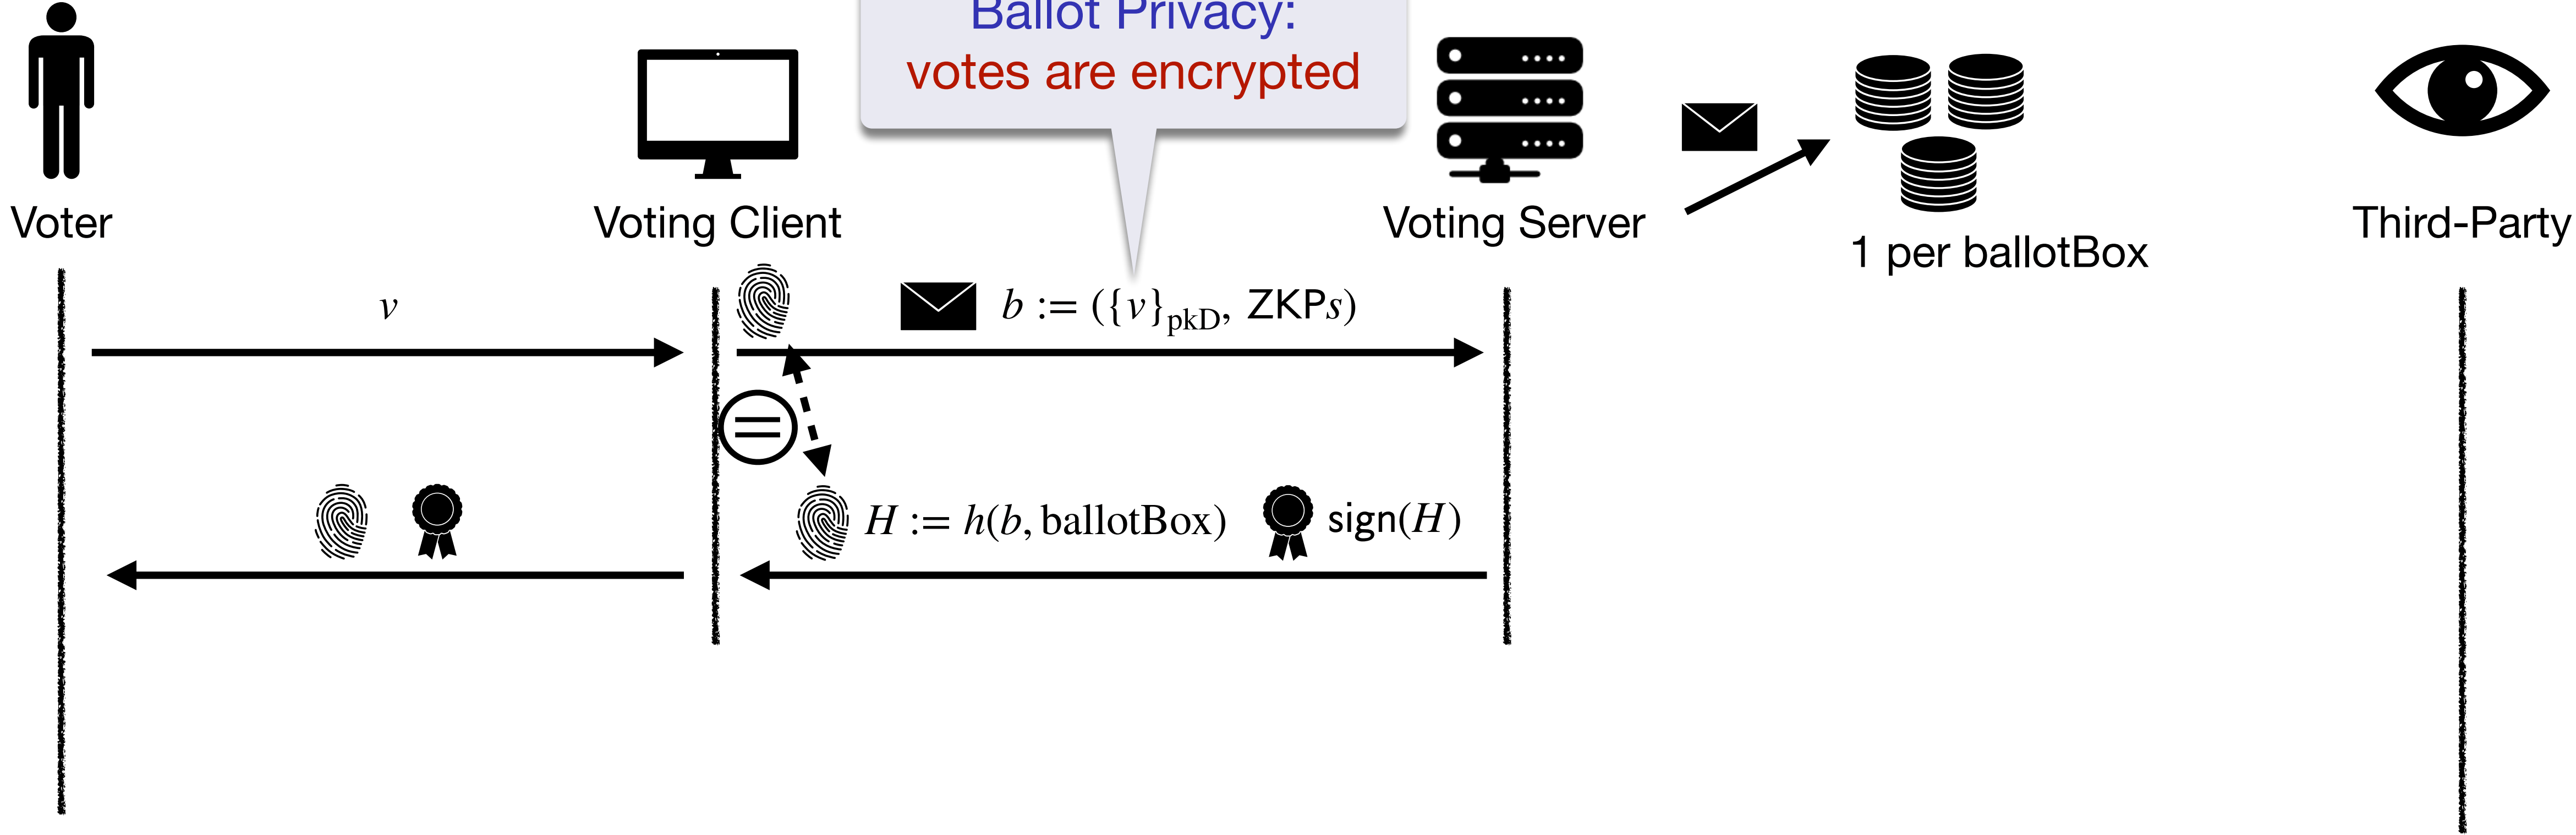 Ballot Privacy:
votes are encrypted
Voter
Voting Client
Voting Server
1 per ballotBox
Third-Party
v
b := ({v}pkD, ZKPs)
H := h(b, ballotBox)
sign(H)